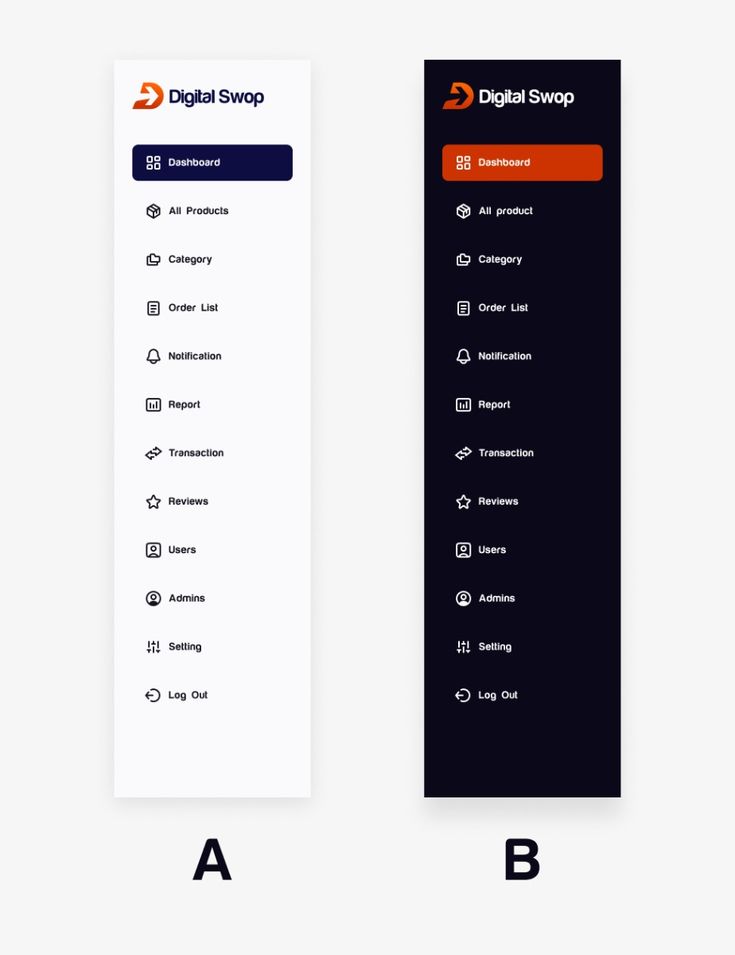 Digital Swop
Dashboard
All Products
Category
Order List
Notification
Report
Transaction
Reviews
Users
Admins
Setting
Log Out
A
Digital Swop
Dashboard
All product
Category
Order List
Notification
Report
Transaction
Reviews
Users
Admins
Setting
Log Out
B